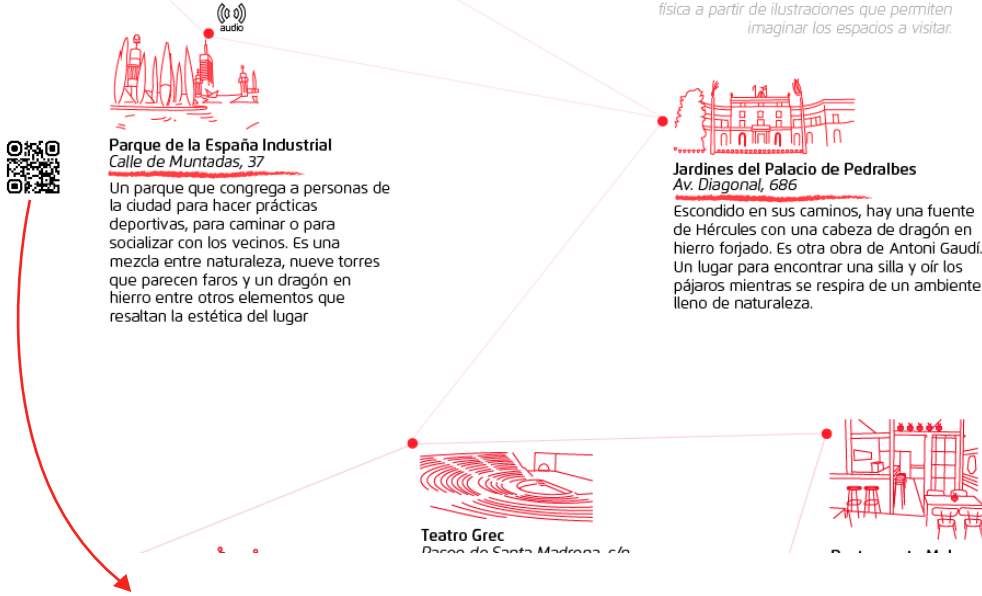 física a partir de ilustraciones que permiten
imaginar los espacios a visitar.
audio
Parque de la España Industrial
Calle de Muntadas, 37
Un parque que congrega a personas de
la ciudad para hacer prácticas
deportivas, para caminar o para
socializar con los vecinos. Es una
mezcla entre naturaleza, nueve torres
que parecen faros y un dragón en
hierro entre otros elementos que
resaltan la estética del lugar
Jardines del Palacio de Pedralbes
Av. Diagonal, 686
Escondido en sus caminos, hay una fuente
de Hércules con una cabeza de dragón en
hierro forjado. Es otra obra de Antoni Gaudí.
Un lugar para encontrar una silla y oír los
pájaros mientras se respira de un ambiente
lleno de naturaleza.
Teatro Grec
Paseo de Santa Madrona, s/n